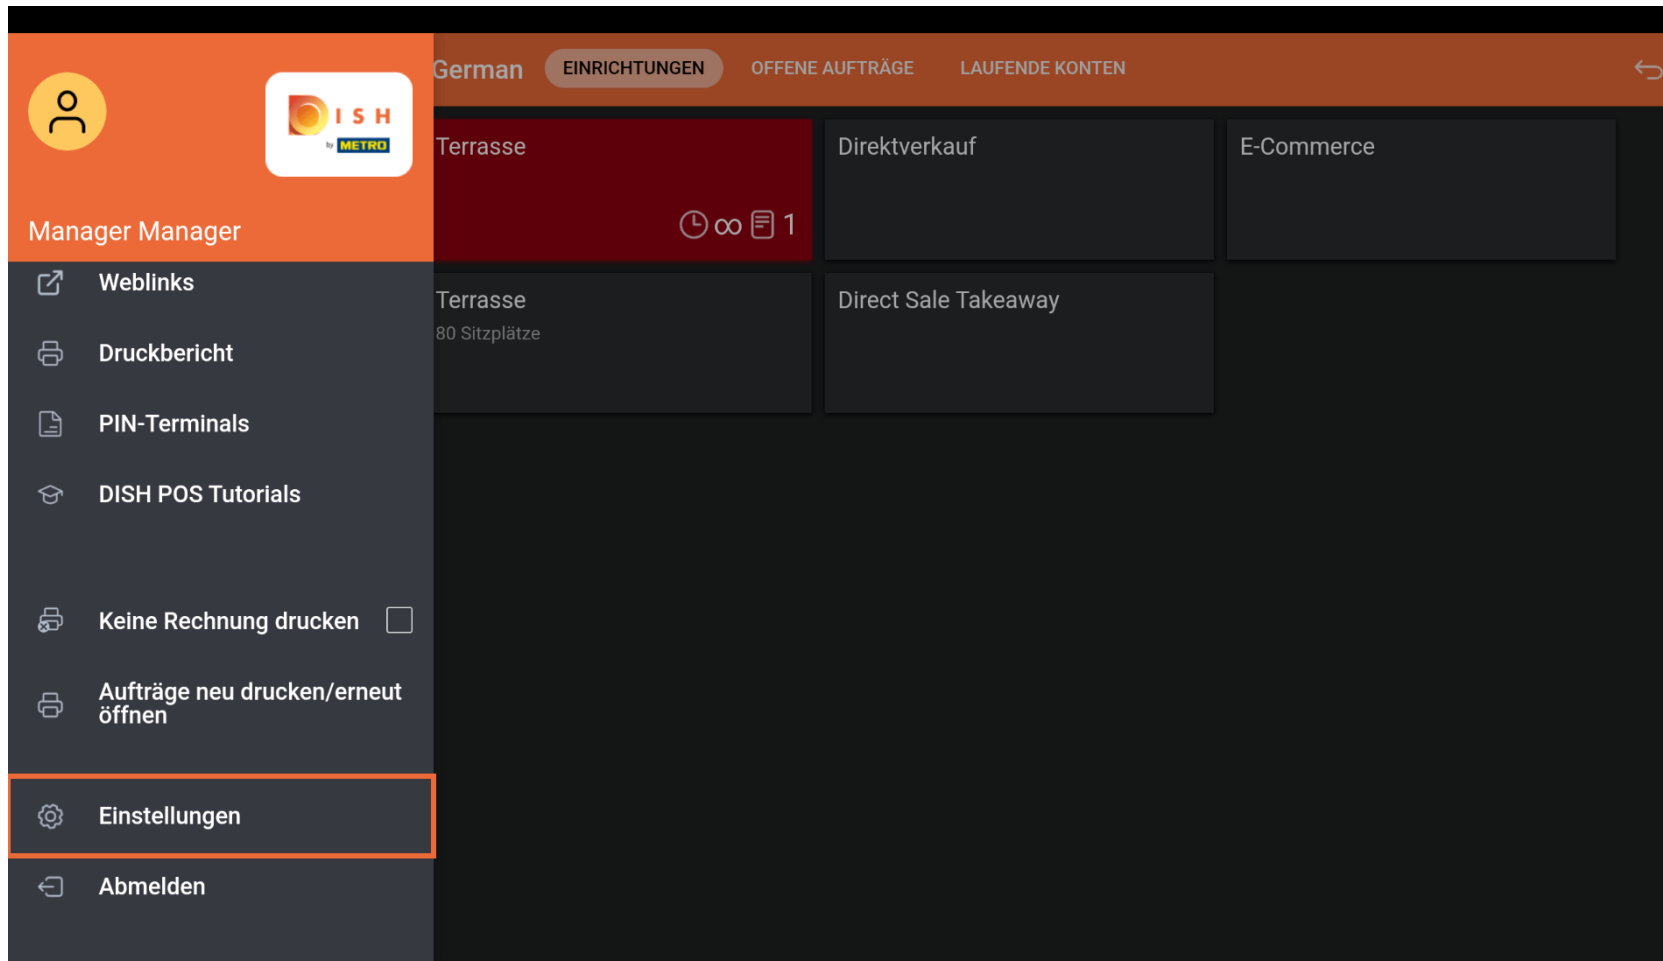 German
EINRICHTUNGEN
OFFENE AUFTRÄGE
LAUFENDE KONTEN
DISH
by METRO
Manager Manager
Weblinks
Druckbericht
PIN-Terminals
DISH POS Tutorials
Keine Rechnung drucken
Aufträge neu drucken/erneut
öffnen
Einstellungen
Abmelden
Terrasse
∞ 1
Direktverkauf
E-Commerce
Terrasse
80 Sitzplätze
Direct Sale Takeaway